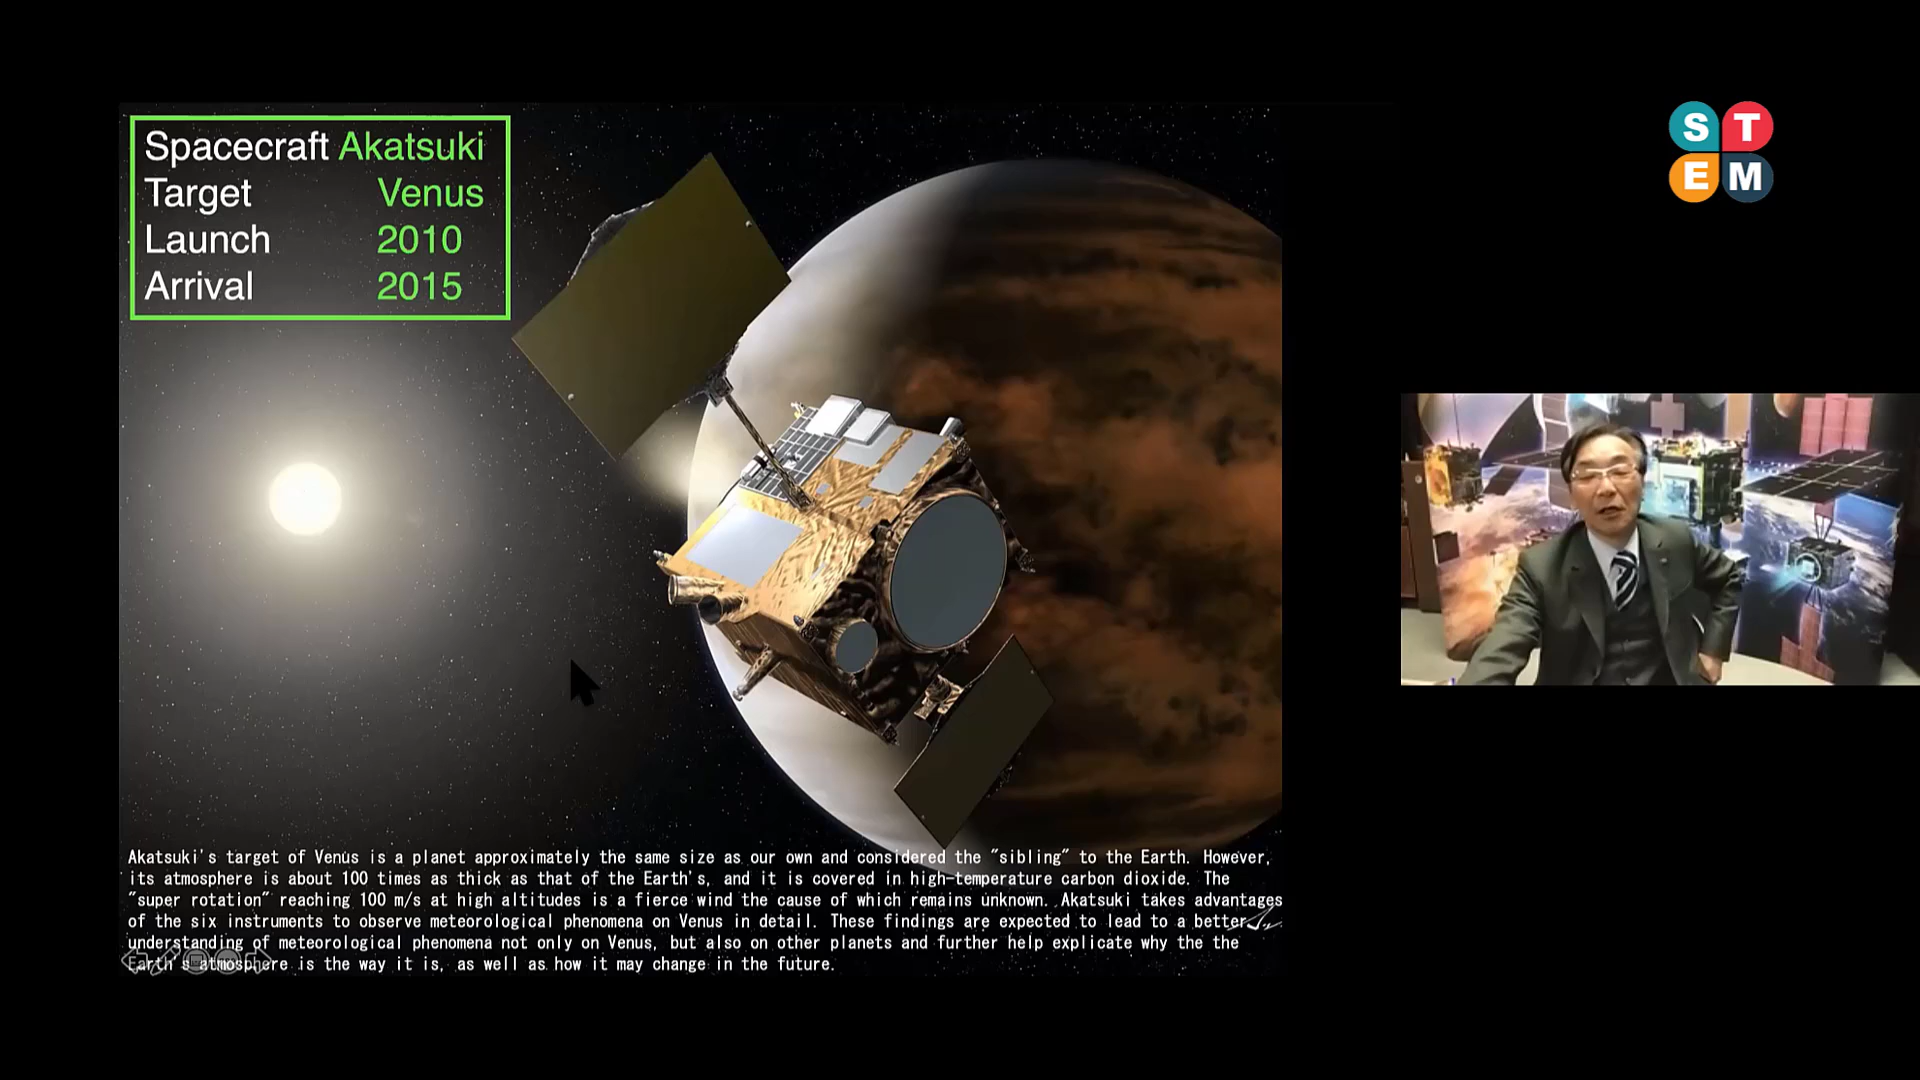 Spacecraft Akatsuki
Target Venus
Launch 2010
Arrival 2015
S T
E M
Akatsuki's target of Venus is a planet approximately the same size as our own and considered the "sibling" to the Earth. However,
its atmosphere is about 100 times as thick as that of the Earth's, and it is covered in high-temperature carbon dioxide. The
"super rotation" reaching 100 m/s at high altitudes is a fierce wind the cause of which remains unknown. Akatsuki takes advantages
of the six instruments to observe meteorological phenomena on Venus in detail. These findings are expected to lead to a better
understanding of meteorological phenomena not only on Venus, but also on other planets and further help explicate why the the
Earth's atmosphere is the way it is, as well as how it may change in the future.